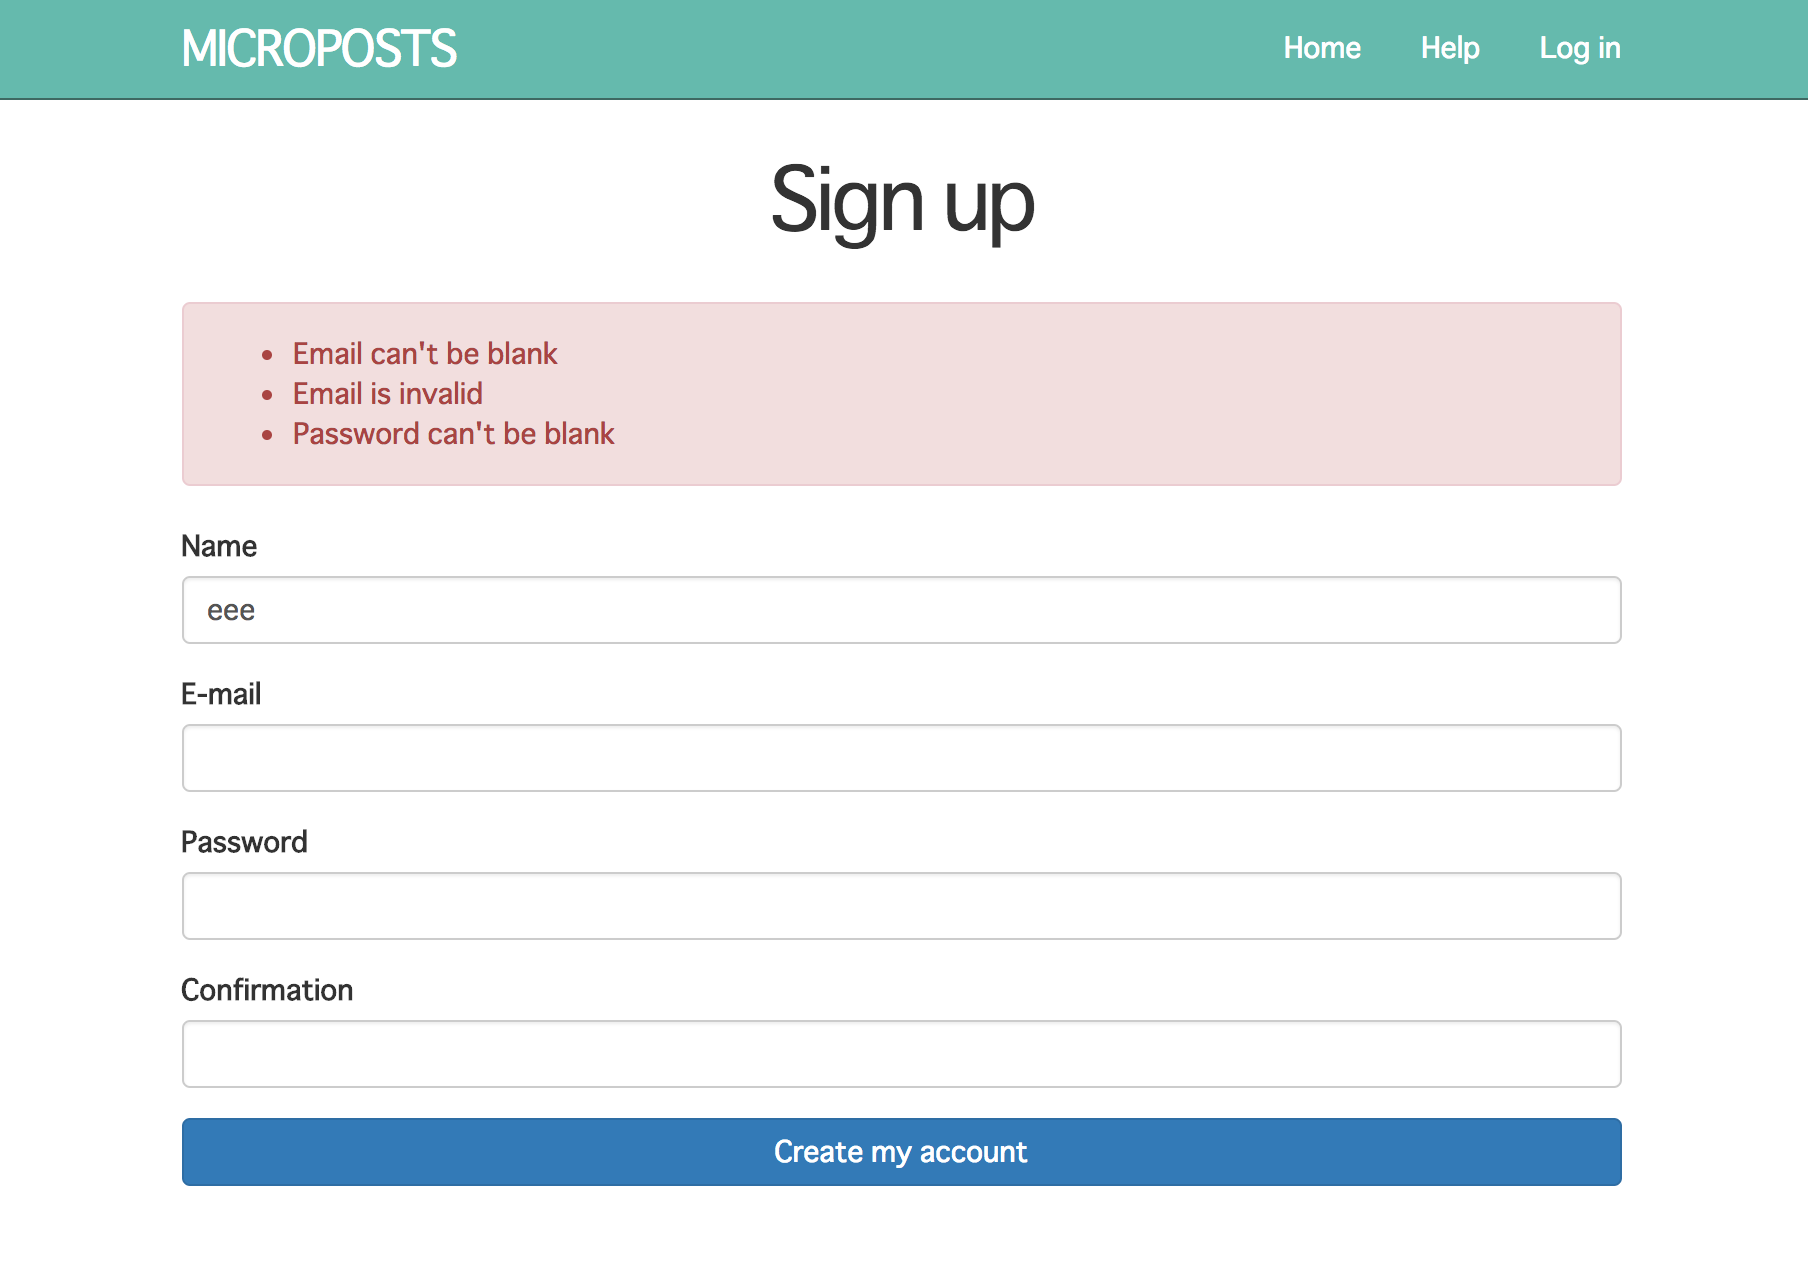 MICROPOSTS
Home Help Log in
Sign up
Email can't be blank
Email is invalid
Password can't be blank
Name
eee
E-mail
Password
Confirmation
Create my account